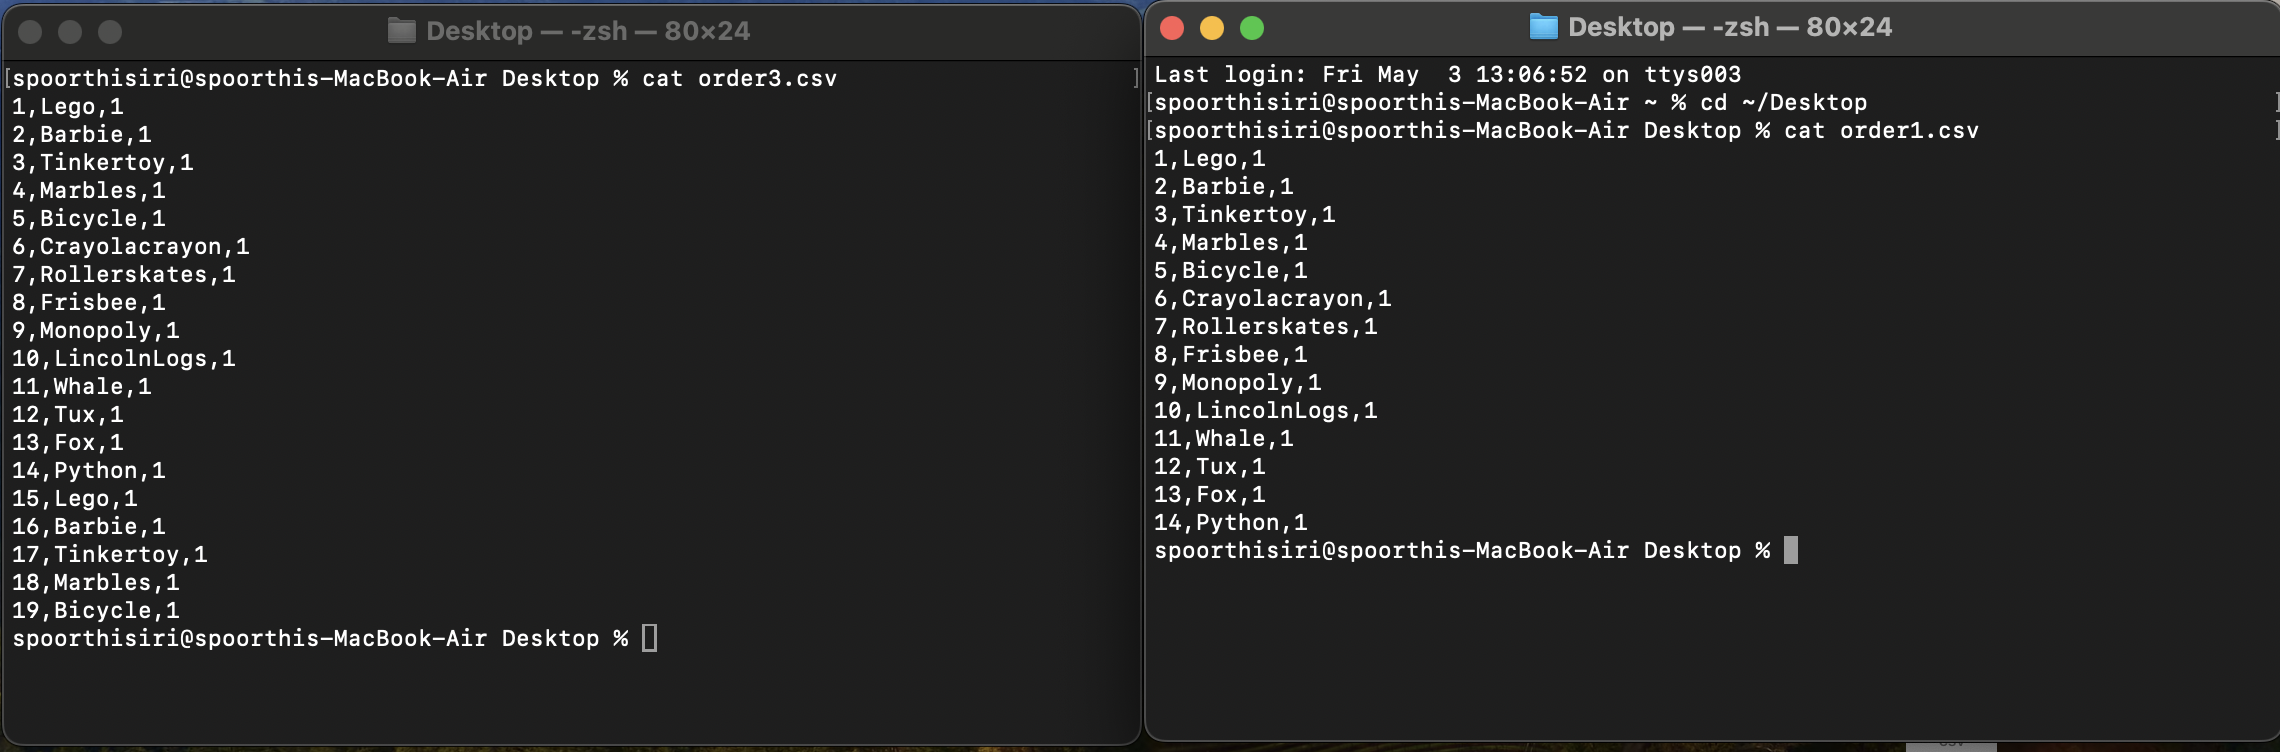 Desktop — -zsh — 80×24
spoorthisiri@spoorthis-MacBook-Air Desktop % cat order3.csv
1,Lego,1
2,Barbie,1
3,Tinkertoy,1
4,Marbles,1
5,Bicycle,1
6,Crayolacrayon,1
7,Rollerskates,1
8,Frisbee,1
9,Monopoly,1
10,LincolnLogs,1
11,Whale,1
12,Tux,1
13,Fox,1
14,Python,1
15,Lego,1
16,Barbie,1
17,Tinkertoy,1
18,Marbles,1
19,Bicycle,1
spoorthisiri@spoorthis-MacBook-Air Desktop %
Desktop — -zsh — 80×24
Last login: Fri May  3 13:06:52 on ttys003
spoorthisiri@spoorthis-MacBook-Air ~ % cd ~/Desktop
spoorthisiri@spoorthis-MacBook-Air Desktop % cat order1.csv
1,Lego,1
2,Barbie,1
3,Tinkertoy,1
4,Marbles,1
5,Bicycle,1
6,Crayolacrayon,1
7,Rollerskates,1
8,Frisbee,1
9,Monopoly,1
10,LincolnLogs,1
11,Whale,1
12,Tux,1
13,Fox,1
14,Python,1
spoorthisiri@spoorthis-MacBook-Air Desktop %